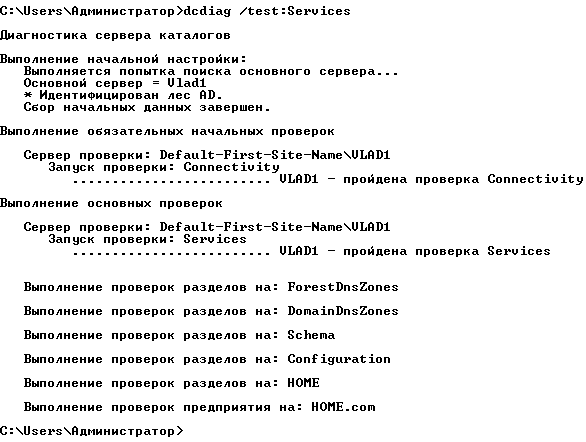 C:\Users\Администратор>dcdiag /test:Services
Диагностика сервера каталогов
Выполнение начальной настройки:
Выполняется попытка поиска основного сервера...
Основной сервер = Vlad1
* Идентифицирован лес AD.
Сбор начальных данных завершен.
Выполнение обязательных начальных проверок
Сервер проверки: Default-First-Site-Name\VLAD1
Запуск проверки: Connectivity
......................... VLAD1 - пройдена проверка Connectivity
Выполнение основных проверок
Сервер проверки: Default-First-Site-Name\VLAD1
Запуск проверки: Services
......................... VLAD1 - пройдена проверка Services
Выполнение проверок разделов на: ForestDnsZones
Выполнение проверок разделов на: DomainDnsZones
Выполнение проверок разделов на: Schema
Выполнение проверок разделов на: Configuration
Выполнение проверок разделов на: HOME
Выполнение проверок предприятия на: HOME.com
C:\Users\Администратор>